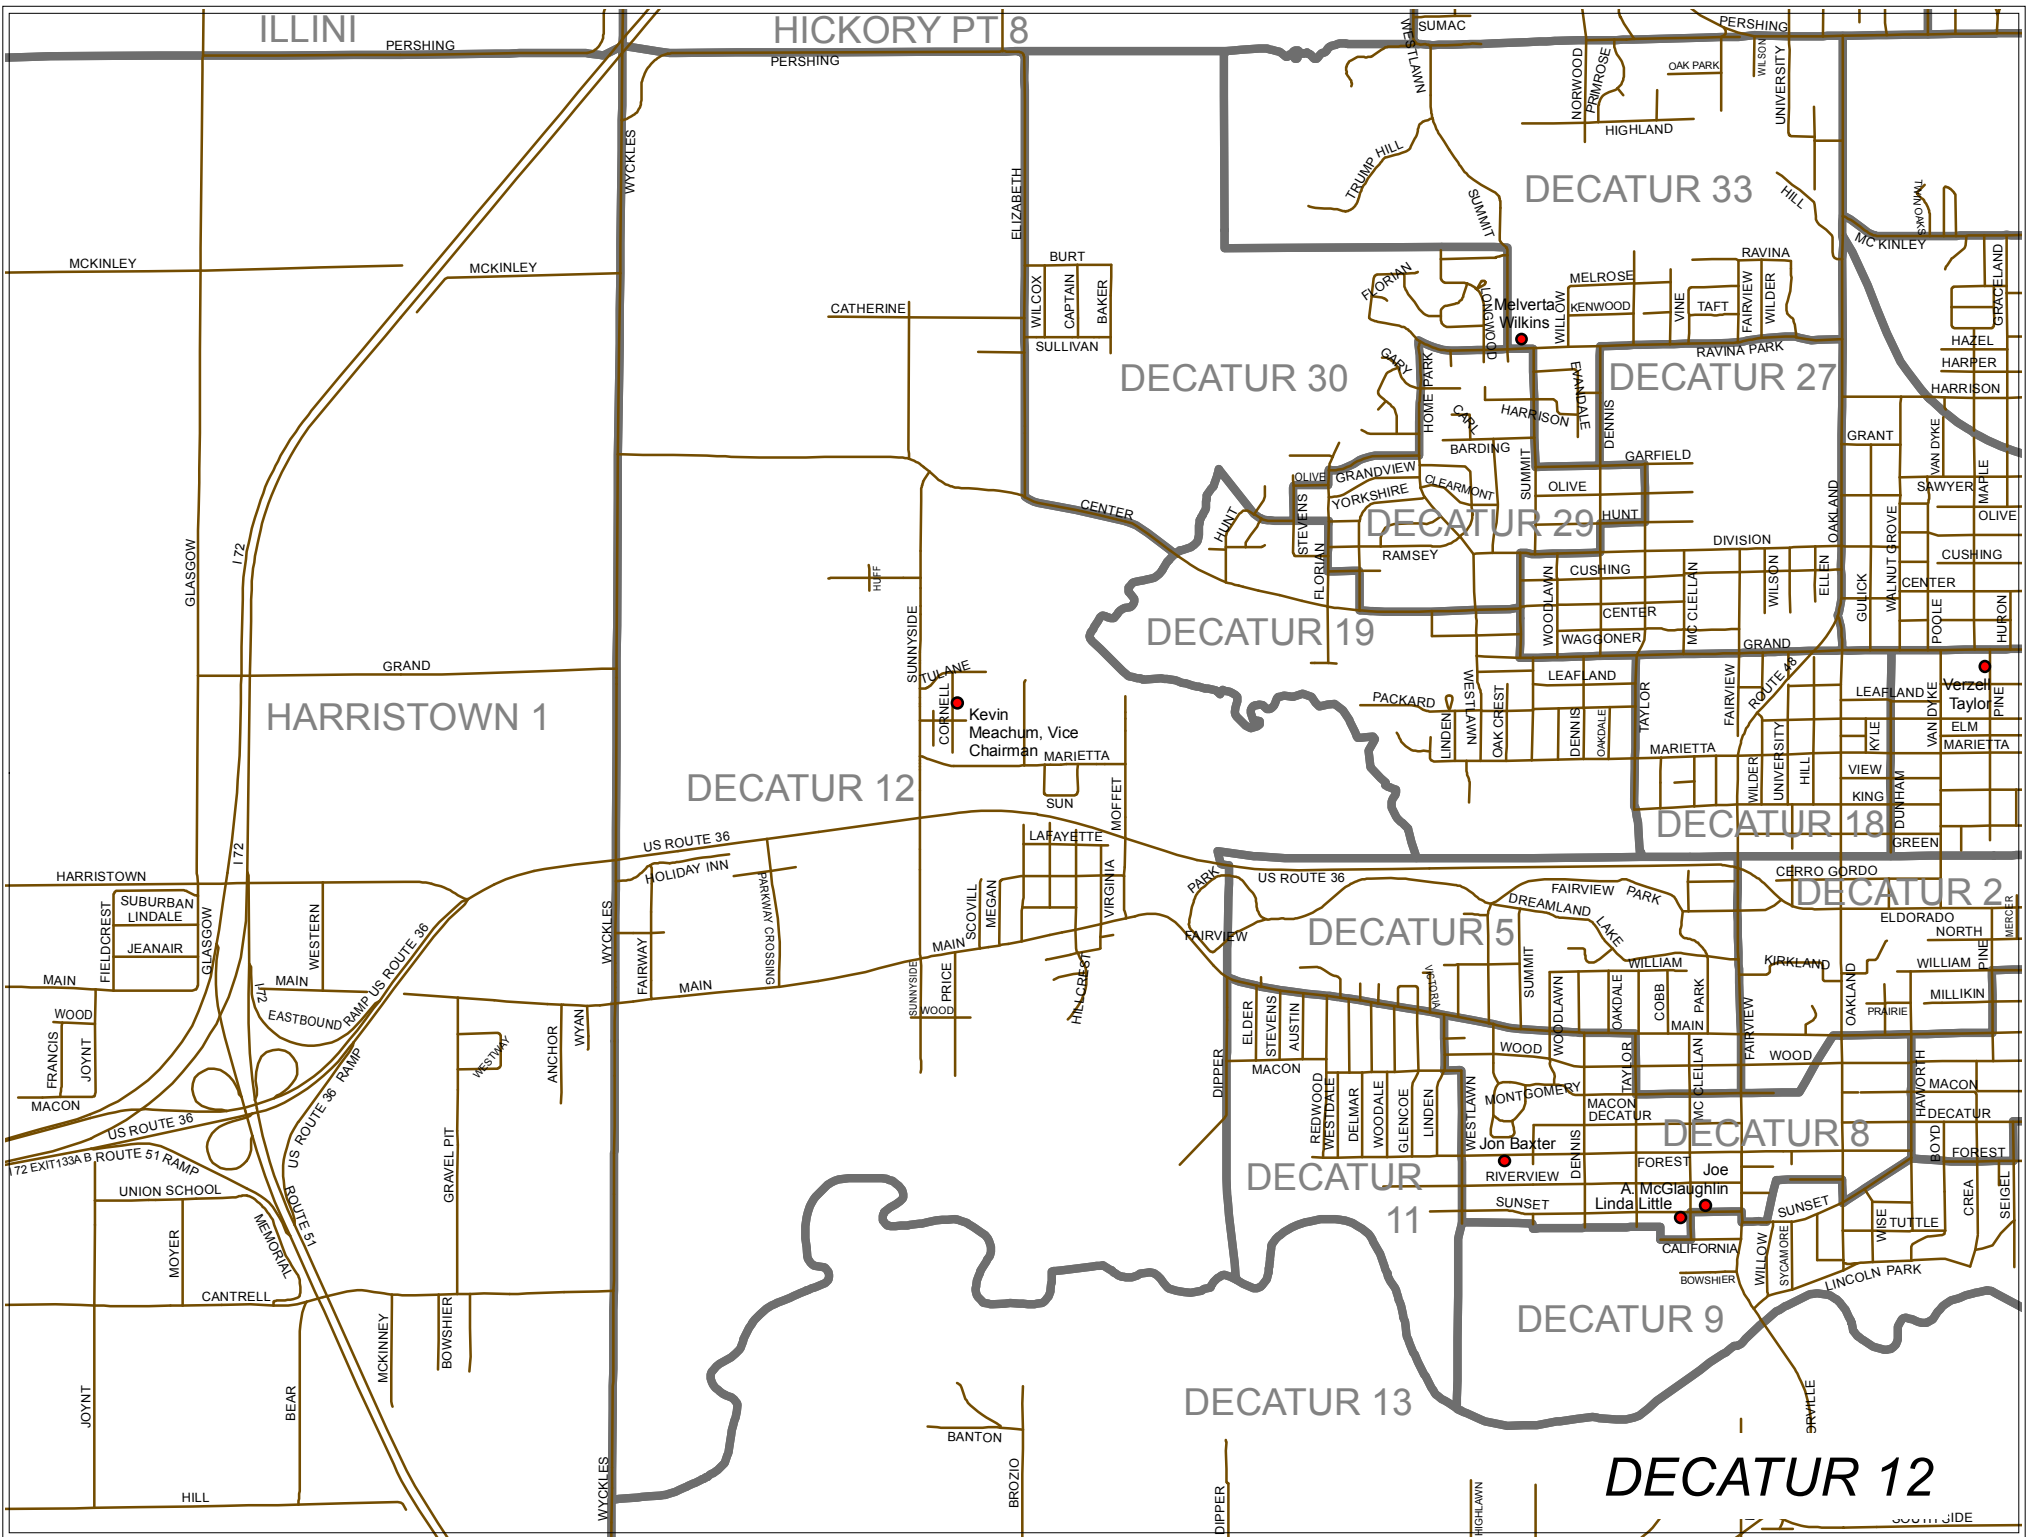 ILLINI
HICKORY PT 8
PERSHING
PERSHING
SUMAC
PERSHING
WESTLAWN
NORWOOD
PRIMROSE
OAK PARK
WILSON
UNIVERSITY
HIGHLAND
WYCKLES
ELIZABETH
TRUMP HILL
SUMMIT
DECATUR 33
HILL
TWIN OAKS
MC KINLEY
GRACELAND
MCKINLEY
MCKINLEY
BURT
WILCOX
CAPTAIN
BAKER
SULLIVAN
CATHERINE
FLORIAN
LONGWOOD
Melverta
Wilkins
WILLOW
MELROSE
KENWOOD
VINE
TAFT
RAVINA
FAIRVIEW
WILDER
RAVINA PARK
HAZEL
HARPER
HARRISON
DECATUR 30
GARY
HOME PARK
EVANDALE
DECATUR 27
CARL
HARRISON
DENNIS
BARDING
GARFIELD
GRANT
VAN DYKE
MAPLE
SAWYER
OLIVE
OLIVE
GRANDVIEW
YORKSHIRE
CLEARMONT
SUMMIT
OLIVE
HUNT
OAKLAND
CENTER
HUNT
STEVENS
DECATUR 29
RAMSEY
FLORIAN
DIVISION
CUSHING
CUSHING
WOODLAWN
MC CLELLAN
WILSON
ELLEN
GULICK
WALNUT GROVE
CENTER
POOLE
HURON
CENTER
WAGGONER
GRAND
GLASGOW
I 72
HUFF
SUNNYSIDE
DECATUR 19
GRAND
TULANE
CORNELL
Kevin
Meachum, Vice
Chairman
HARRISTOWN 1
MARIETTA
SUN
MOFFET
DECATUR 12
PACKARD
LINDEN
WESTLAWN
OAK CREST
LEAFLAND
DENNIS
OAKDALE
TAYLOR
FAIRVIEW
ROUTE 48
LEAFLAND
VAN DYKE
Verzell
Taylor
PINE
ELM
MARIETTA
MARIETTA
WILDER
UNIVERSITY
HILL
KYLE
VIEW
KING
DUNHAM
DECATUR 18
GREEN
US ROUTE 36
HOLIDAY INN
PARKWAY CROSSING
LAFAYETTE
VIRGINIA
SCOVILL
MEGAN
MAIN
PARK
FAIRVIEW
US ROUTE 36
FAIRVIEW PARK
DREAMLAND LAKE
CERRO GORDO
DECATUR 2
ELDORADO
NORTH
MERCER
PINE
DECATUR 5
HARRISTOWN
SUBURBAN
LINDALE
FIELDCREST
JEANAIR
GLASGOW
I 72
WESTERN
WYCKLES
FAIRWAY
MAIN
MAIN
I 72
MAIN
EASTBOUND
RAMP US ROUTE 36
SUNNYSIDE
PRICE
WOOD
HILLCREST
VICTORIA
SUMMIT
WILLIAM
WOODLAWN
OAKDALE
COBB
PARK
MAIN
KIRKLAND
OAKLAND
WILLIAM
MILLIKIN
PRAIRIE
FAIRVIEW
WOOD
WOOD
FRANCIS
JOYNT
MACON
WESTWAY
ANCHOR
WYAN
DIPPER
ELDER
STEVENS
AUSTIN
MACON
REDWOOD
WESTDALE
DELMAR
WOODALE
GLENCOE
LINDEN
WESTLAWN
WOOD
MONTGOMERY
TAYLOR
MC CLELLAN
MACON
DECATUR
HAWORTH
MACON
DECATUR
US ROUTE 36
RAMP
US ROUTE 36
I 72 EXIT133A B ROUTE 51 RAMP
GRAVEL PIT
DECATUR 8
Jon Baxter
DENNIS
FOREST
RIVERVIEW
Joe
A. McGlaughlin
Linda Little
SUNSET
SUNSET
BOYD
FOREST
CREA
SEIGEL
WISE
TUTTLE
DECATUR
11
UNION SCHOOL
MOYER
MEMORIAL
ROUTE 51
CALIFORNIA
BOWSHIER
WILLOW
SYCAMORE
LINCOLN PARK
CANTRELL
MCKINNEY
BOWSHIER
BEAR
JOYNT
HILL
DECATUR 9
DECATUR 13
WYCKLES
BANTON
BROZIO
DIPPER
HIGHLAWN
DECATUR 12